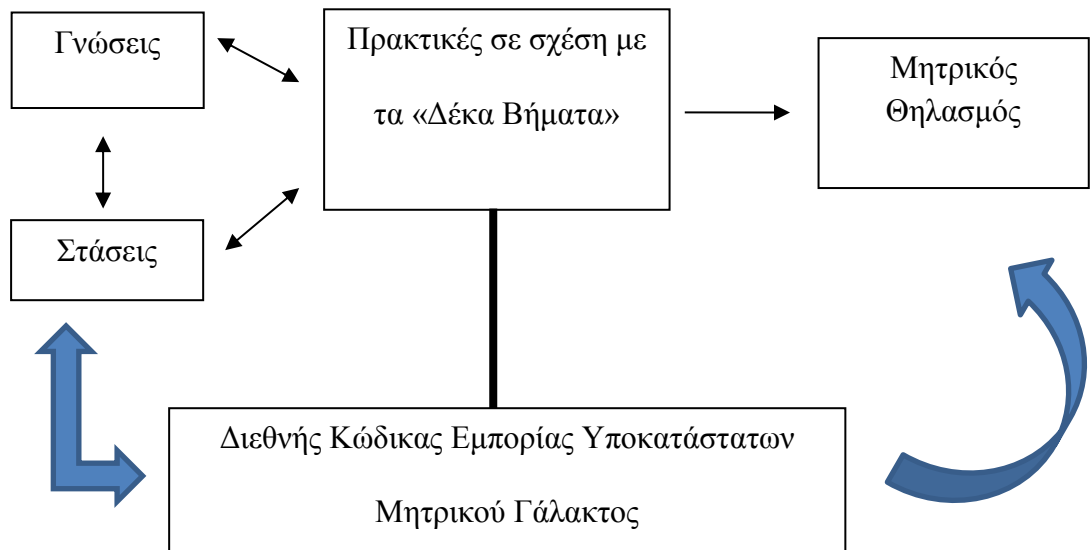 Γνώσεις
Πρακτικές σε σχέση με
τα «Δέκα Βήματα»
Μητρικός
Θηλασμός
Στάσεις
Διεθνής Κώδικας Εμπορίας Υποκατάστατων
Μητρικού Γάλακτος